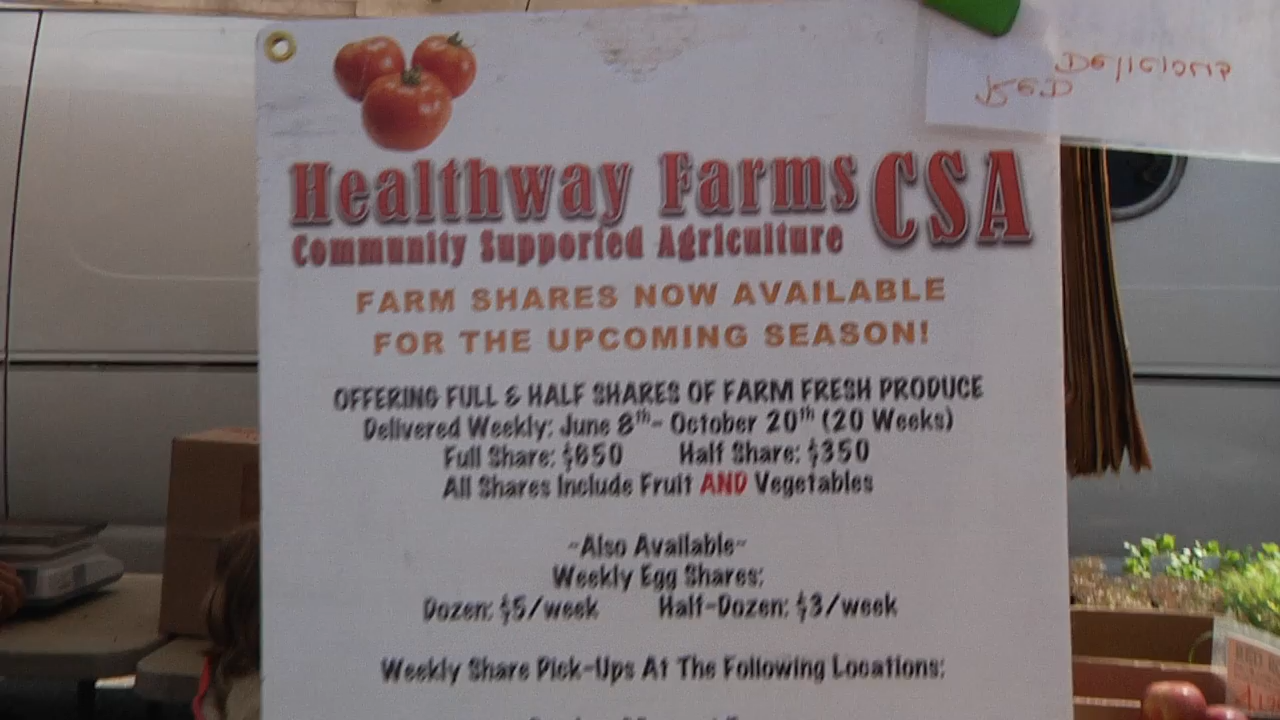 Healthway Farms CSA
Community Supported Agriculture
FARM SHARES NOW AVAILABLE
FOR THE UPCOMING SEASON!
OFFERING FULL & HALF SHARES OF FARM FRESH PRODUCE
Delivered Weekly: June 8th- October 20th (20 Weeks)
Full Share: $650 Half Share: $350
All Shares Include Fruit AND Vegetables
~Also Available~
Weekly Egg Shares:
Dozen: $5/week Half-Dozen: $3/week
Weekly Share Pick-Ups At The Following Locations:
RED Delicious